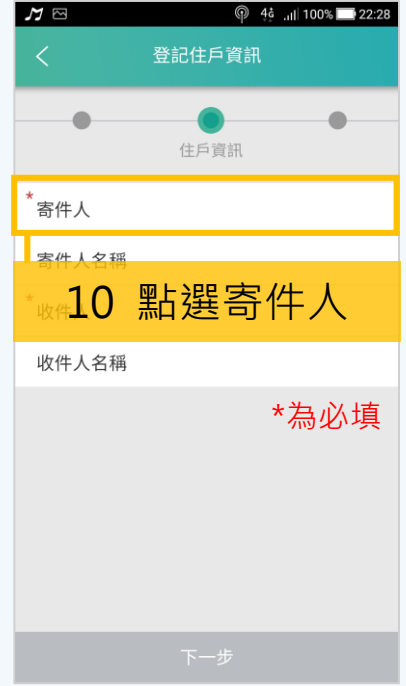 4G 100% 22:28
登記住戶資訊
住戶資訊
*
寄件人
寄件人名稱
*
收件
10 點選寄件人
收件人名稱
*為必填
下一步